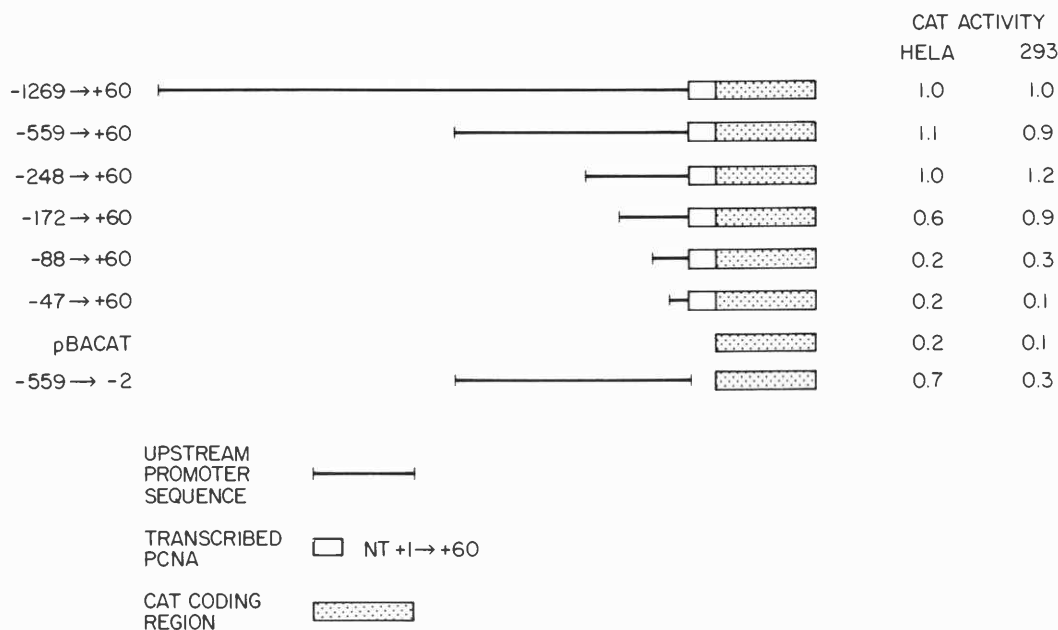 CAT ACTIVITY
HELA 293
-1269→+60 1.0 1.0
-559→+60 1.1 0.9
-248→+60 1.0 1.2
-172→+60 0.6 0.9
-88→+60 0.2 0.3
-47→+60 0.2 0.1
pBACAT 0.2 0.1
-559→ -2 0.7 0.3
UPSTREAM
PROMOTER
SEQUENCE
TRANSCRIBED
PCNA
NT +1→ +60
CAT CODING
REGION